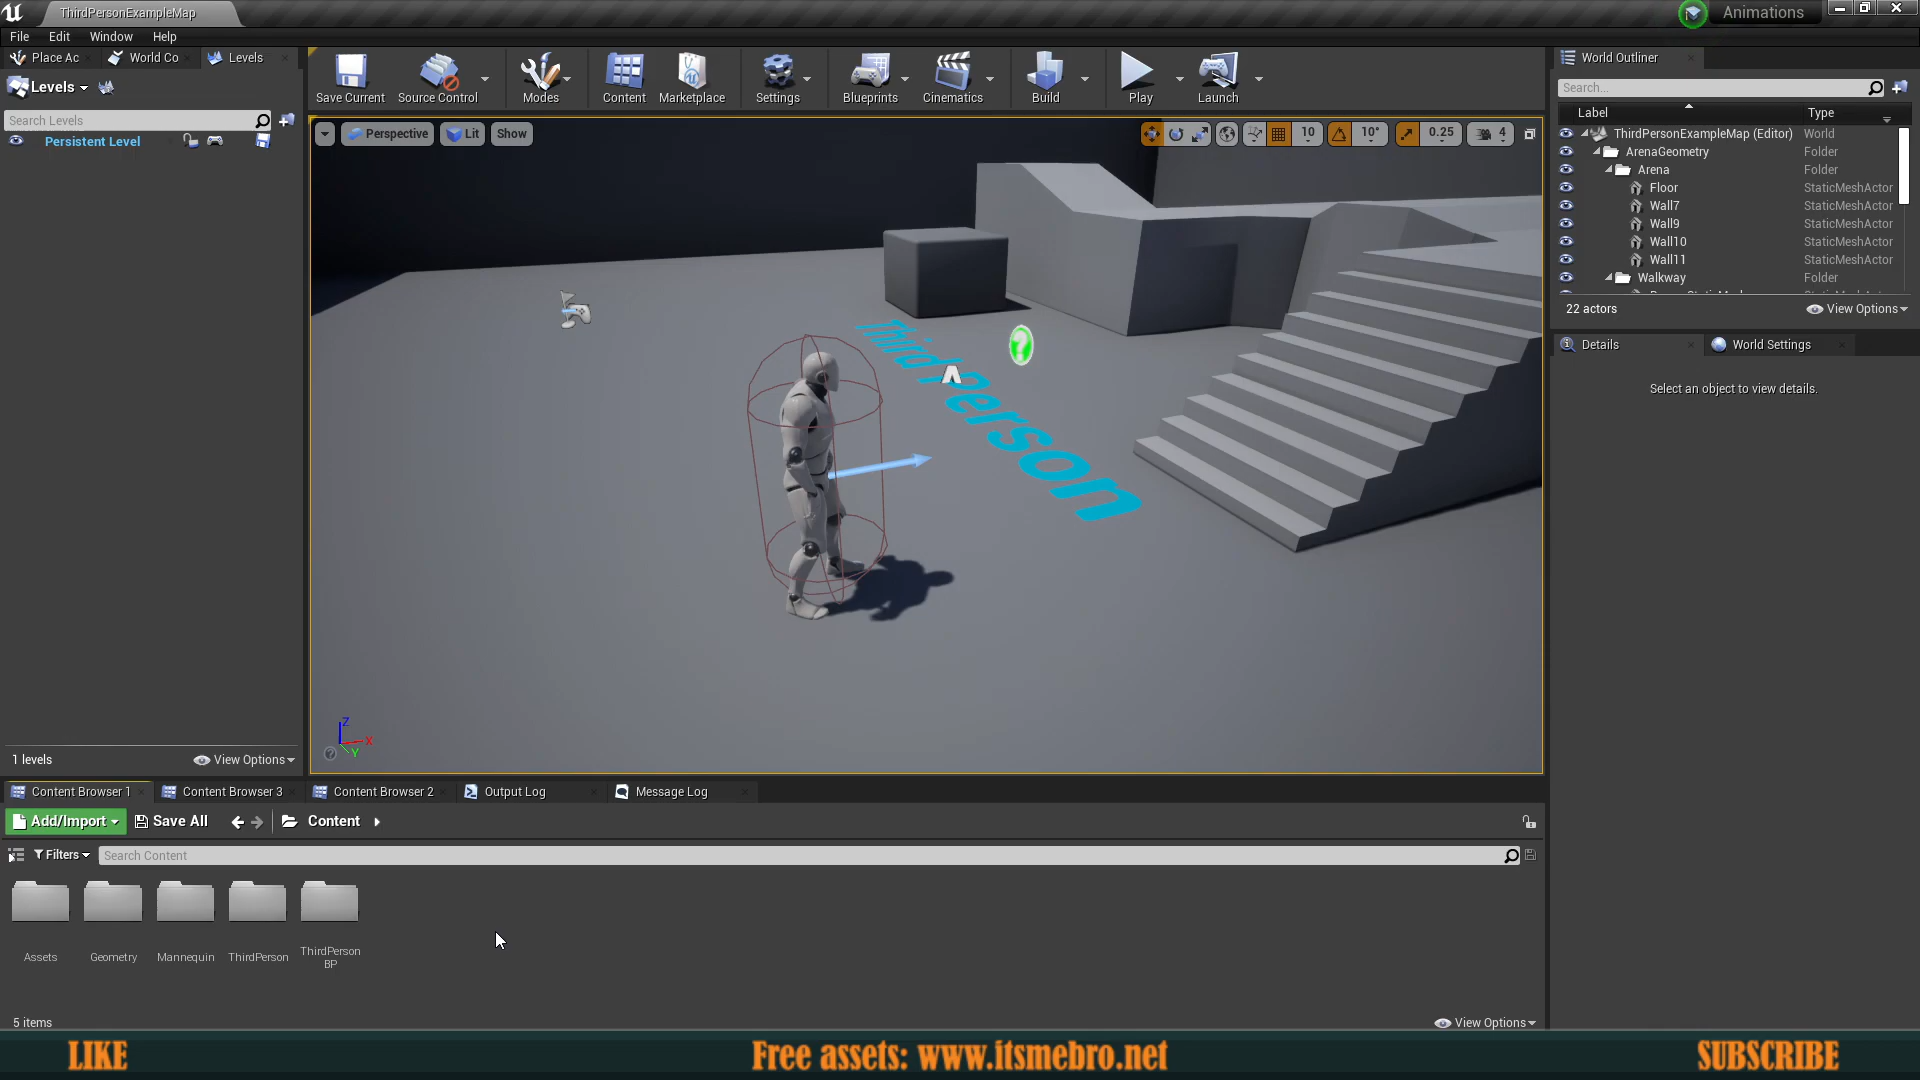 ThirdPersonExampleMap
Animations
File Edit Window Help
Place Ac World Co Levels
Levels
Search Levels
Persistent Level
1 levels
View Options
Save Current Source Control Modes Content Marketplace Settings Blueprints Cinematics Build Play Launch
Perspective Lit Show
10 10° 0.25 4
Third Person
Z
X
Y
World Outliner
Search...
Label Type
ThirdPersonExampleMap (Editor) World
ArenaGeometry Folder
Arena Folder
Floor StaticMeshActor
Wall7 StaticMeshActor
Wall9 StaticMeshActor
Wall10 StaticMeshActor
Wall11 StaticMeshActor
Walkway Folder
22 actors
View Options
Details World Settings
Select an object to view details.
Content Browser 1 Content Browser 3 Content Browser 2 Output Log Message Log
Add/Import Save All Content
Filters Search Content
Assets Geometry Mannequin ThirdPerson ThirdPerson
BP
5 items
View Options
LIKE Free assets: www.itsmebro.net SUBSCRIBE